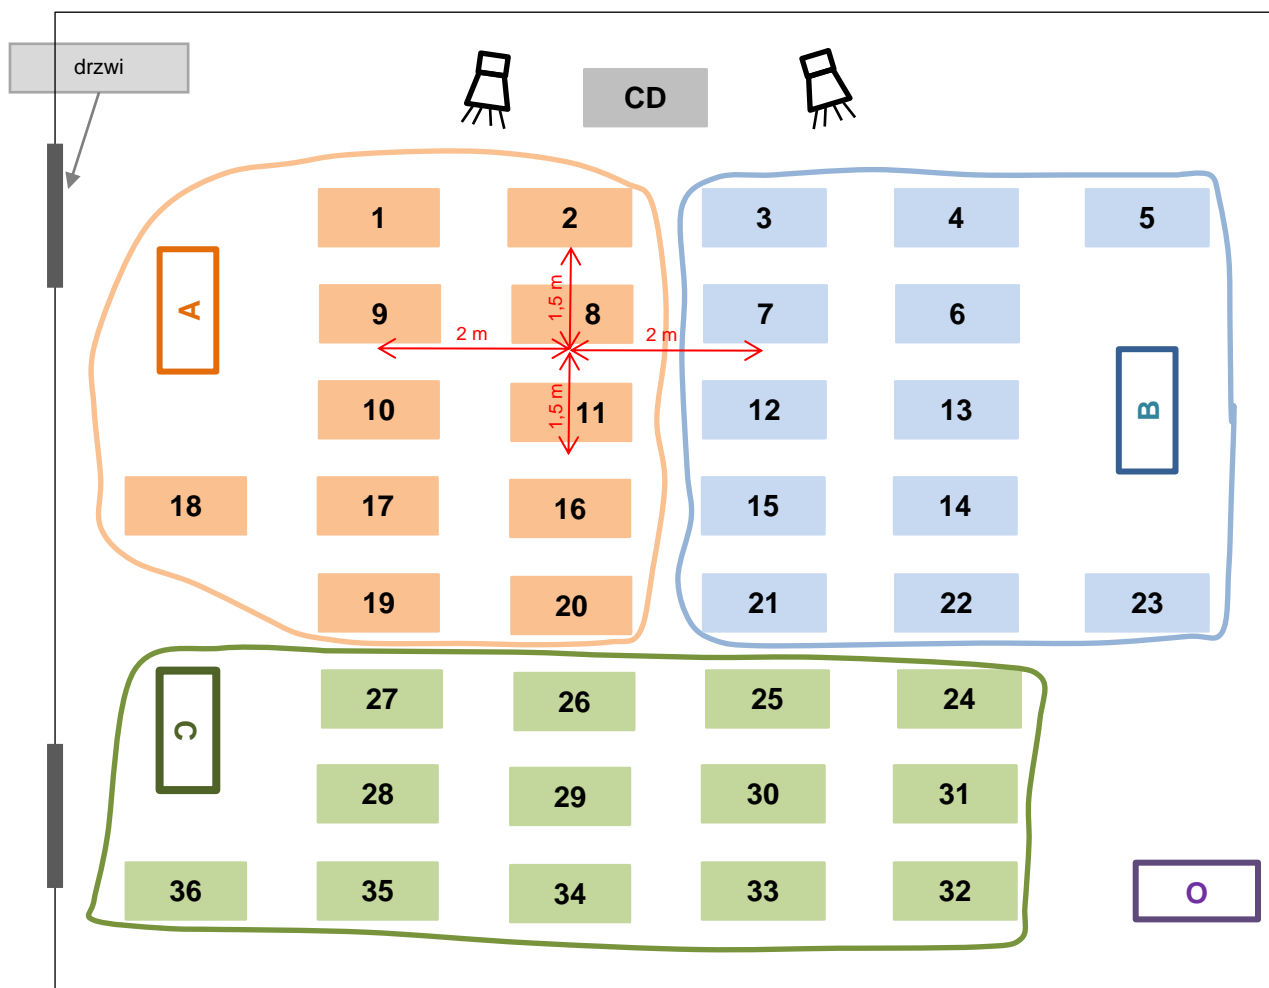 drzwi
CD
1 2 3 4 5
A 9 1,5 m 8 7 6
2 m 2 m
10 1,5 m 11 12 13 B
18 17 16 15 14
19 20 21 22 23
C 27 26 25 24
28 29 30 31
36 35 34 33 32 O